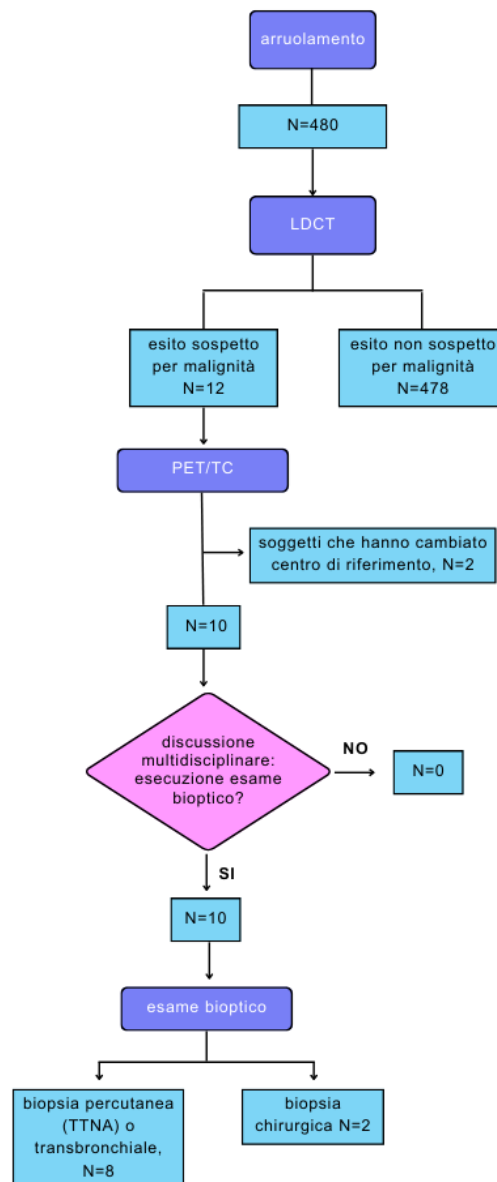 arruolamento
N=480
LDCT
esito sospetto
per malignità
N=12
esito non sospetto
per malignità
N=478
PET/TC
soggetti che hanno cambiato
centro di riferimento, N=2
N=10
discussione
multidisciplinare:
esecuzione esame
bioptico?
NO
N=0
SI
N=10
esame bioptico
biopsia percutanea
(TTNA) o
transbronchiale,
N=8
biopsia
chirurgica N=2